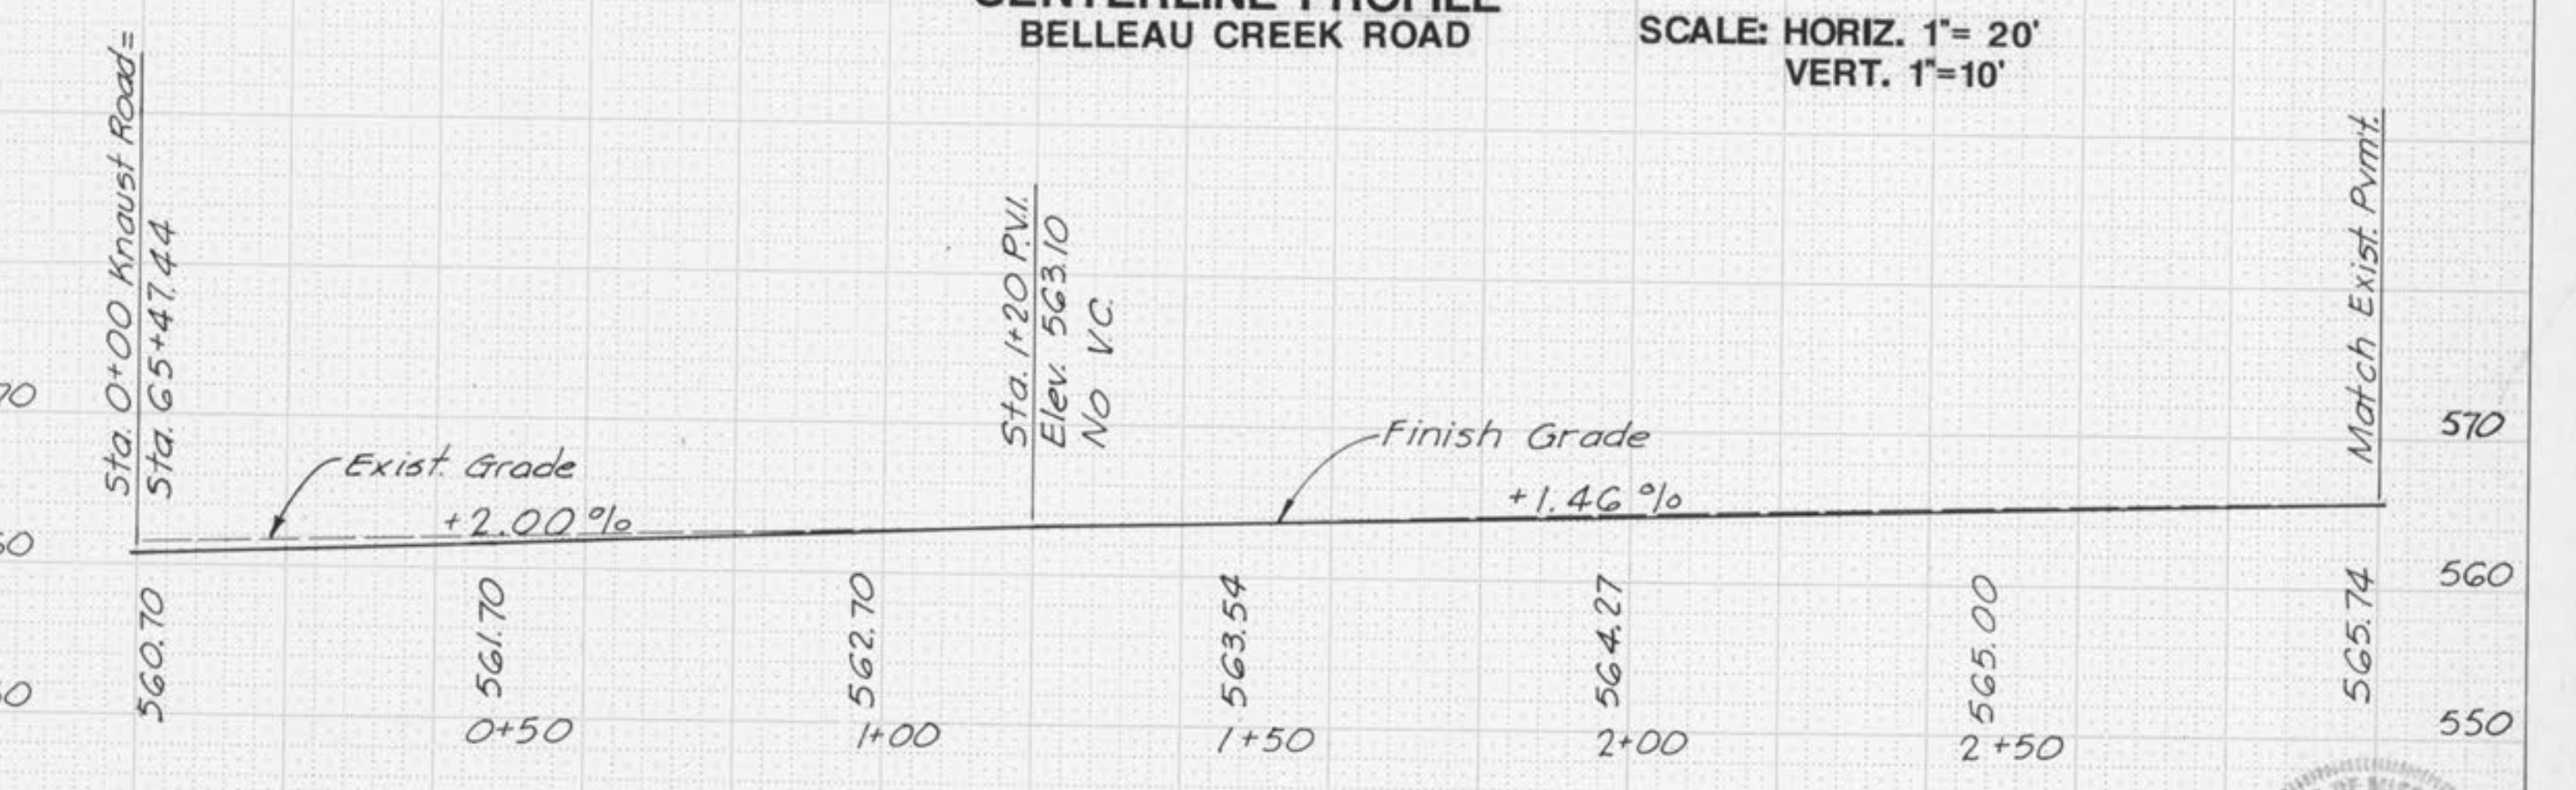 BELLEAU CREEK ROAD
SCALE: HORIZ. 1"= 20'
VERT. 1"=10'
Sta. 0+00 Knaust Road=
Sta. 65+47.44
Sta. 1+20 P.V.I.
Elev. 563.10
No VC.
Match Exist. Pvmt.
Exist. Grade
+2.00%
Finish Grade
+1.46%
570
560
550
560.70
561.70
562.70
563.54
564.27
565.00
565.74
0+50
1+00
1+50
2+00
2+50